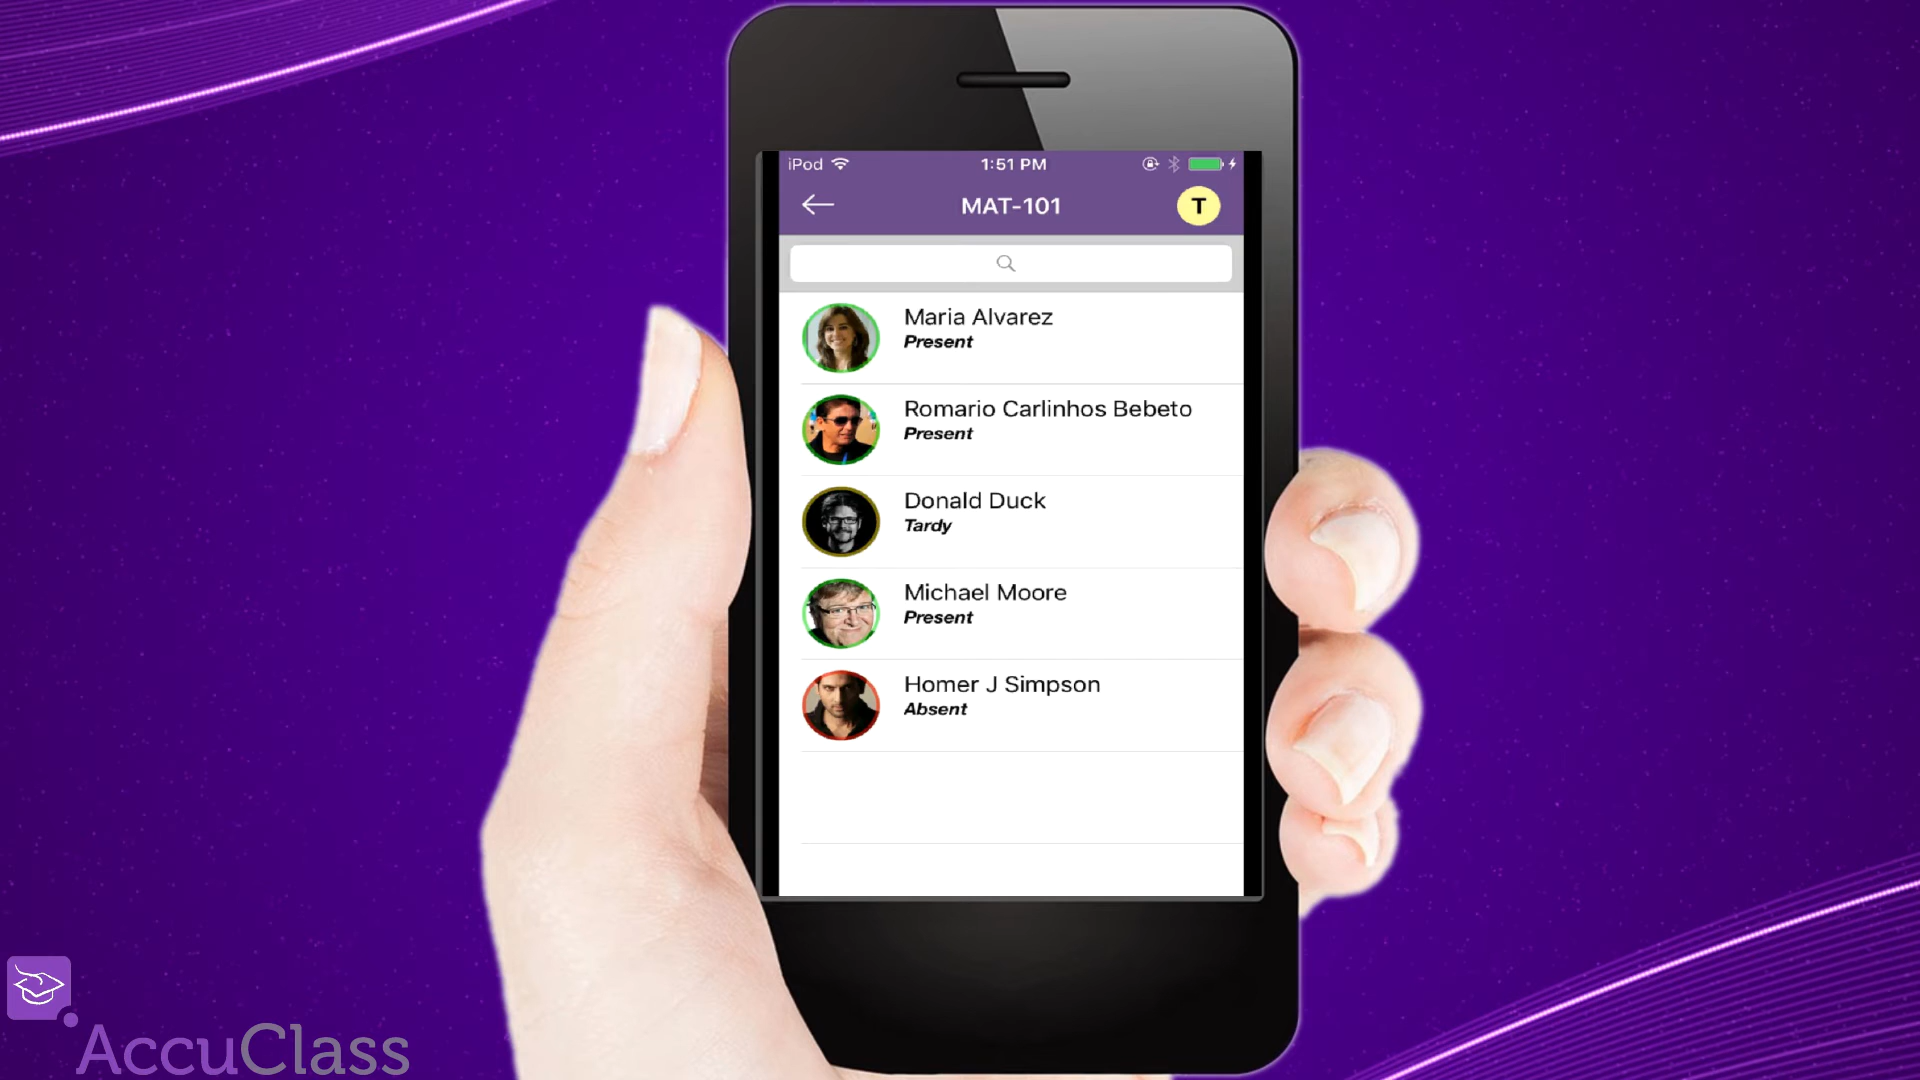 iPod 1:51 PM
MAT-101 T
Maria Alvarez
Present
Romario Carlinhos Bebeto
Present
Donald Duck
Tardy
Michael Moore
Present
Homer J Simpson
Absent
AccuClass